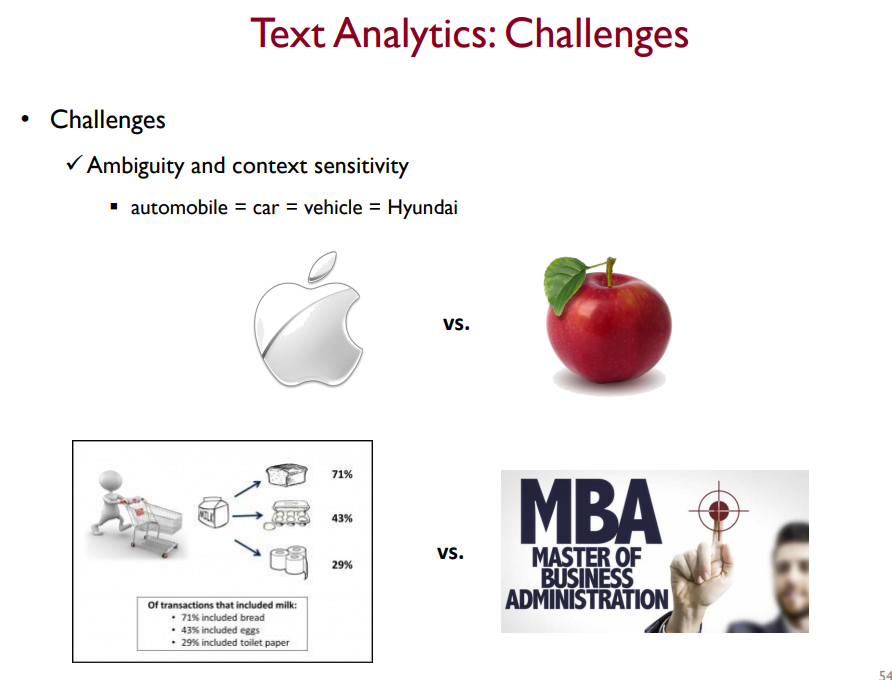 Text Analytics: Challenges
• Challenges
✓ Ambiguity and context sensitivity
▪ automobile = car = vehicle = Hyundai
vs.
71%
MILK
43%
29%
Of transactions that included milk:
• 71% included bread
• 43% included eggs
• 29% included toilet paper
vs.
MBA
MASTER OF
BUSINESS
ADMINISTRATION
54